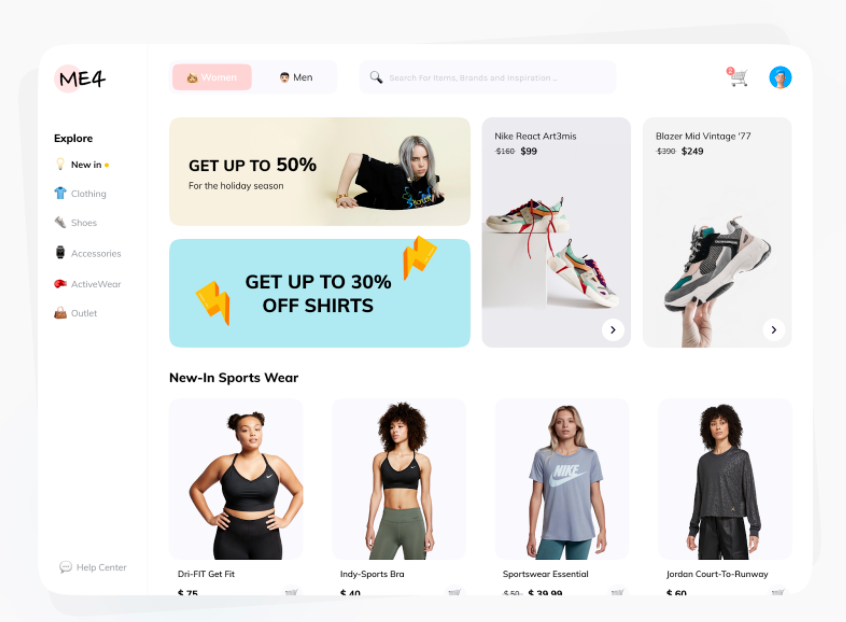 ME4
Women
Men
Search For Items, Brands and Inspiration ...
2
Explore
New in
Clothing
Shoes
Accessories
ActiveWear
Outlet
Help Center
GET UP TO 50%
For the holiday season
GET UP TO 30%
OFF SHIRTS
Nike React Art3mis
$160 $99
Blazer Mid Vintage '77
$390 $249
New-In Sports Wear
NIKE
Dri-FIT Get Fit
$ 75
Indy-Sports Bra
$ 40
Sportswear Essential
$ 50 $ 39.99
Jordan Court-To-Runway
$ 60